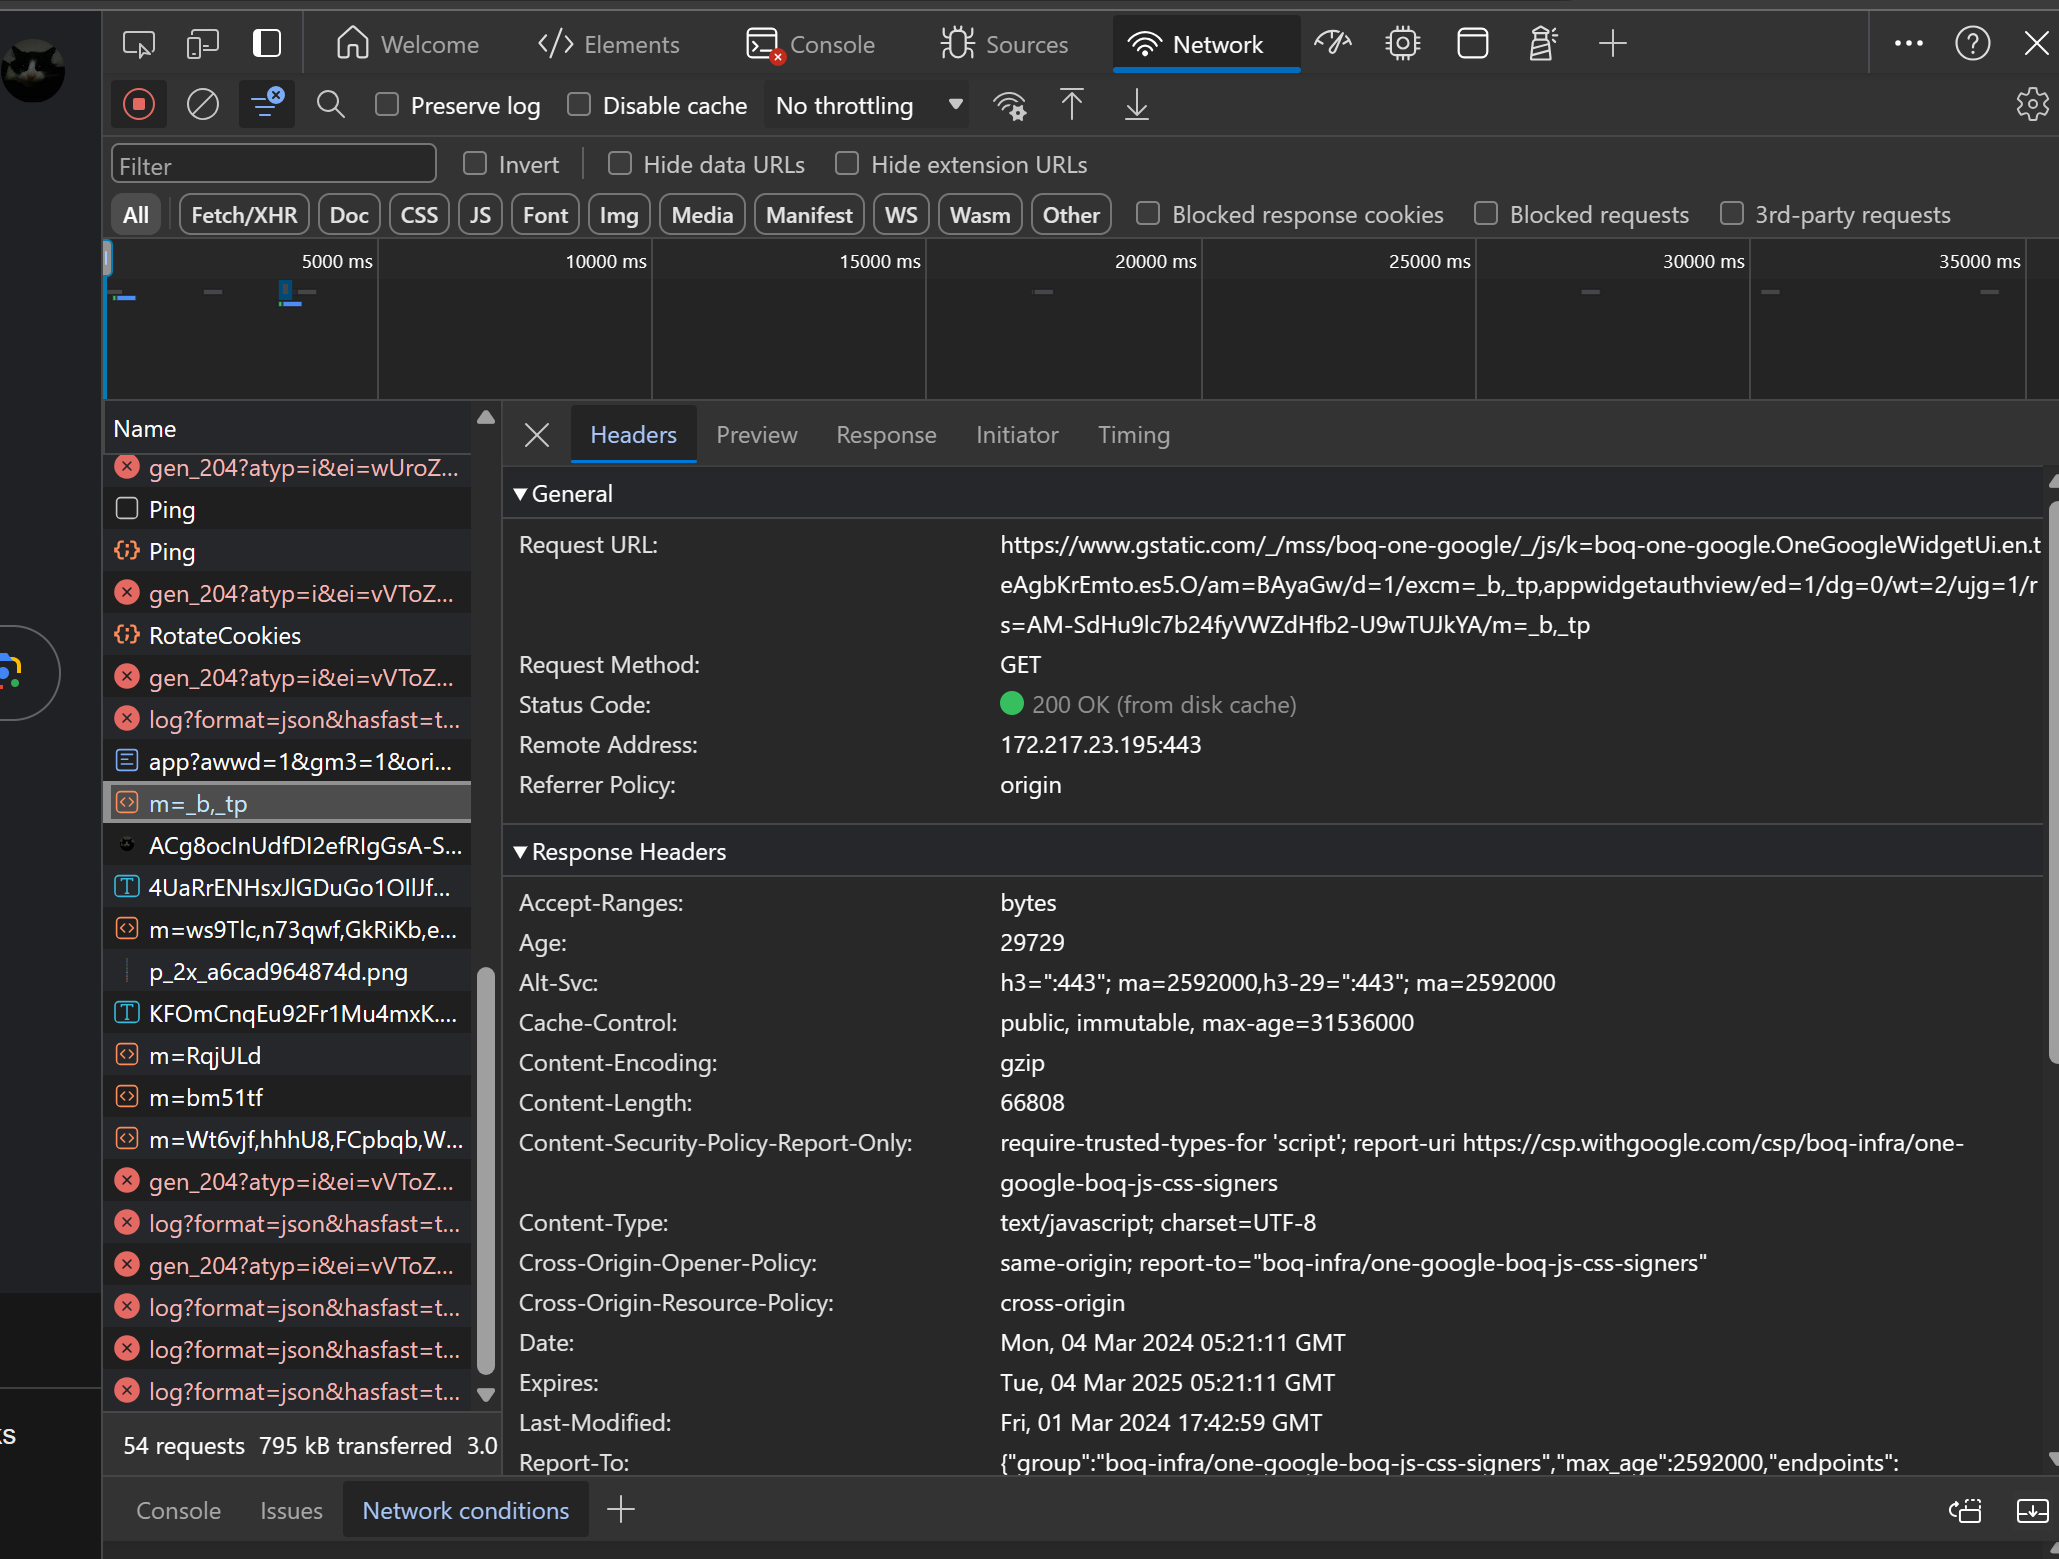 Welcome
Elements
Console
Sources
Network
Preserve log
Disable cache
No throttling
Filter
Invert
Hide data URLs
Hide extension URLs
All
Fetch/XHR
Doc
CSS
JS
Font
Img
Media
Manifest
WS
Wasm
Other
Blocked response cookies
Blocked requests
3rd-party requests
5000 ms
10000 ms
15000 ms
20000 ms
25000 ms
30000 ms
35000 ms
Name
gen_204?atyp=i&ei=wUroZ...
Ping
Ping
gen_204?atyp=i&ei=vVToZ...
RotateCookies
gen_204?atyp=i&ei=vVToZ...
log?format=json&hasfast=t...
app?awwd=1&gm3=1&ori...
m=_b,_tp
ACg8ocInUdfDI2efRIgGsA-S...
4UaRrENHsxJlGDuGo1OIlJf...
m=ws9Tlc,n73qwf,GkRiKb,e...
p_2x_a6cad964874d.png
KFOmCnqEu92Fr1Mu4mxK....
m=RqjULd
m=bm51tf
m=Wt6vjf,hhhU8,FCpbqb,W...
gen_204?atyp=i&ei=vVToZ...
log?format=json&hasfast=t...
gen_204?atyp=i&ei=vVToZ...
log?format=json&hasfast=t...
log?format=json&hasfast=t...
log?format=json&hasfast=t...
54 requests 795 kB transferred 3.0
Headers
Preview
Response
Initiator
Timing
General
Request URL: https://www.gstatic.com/_/mss/boq-one-google/_/js/k=boq-one-google.OneGoogleWidgetUi.en.t
eAgbKrEmto.es5.O/am=BAyaGw/d=1/excm=_b,_tp,appwidgetauthview/ed=1/dg=0/wt=2/ujg=1/r
s=AM-SdHu9lc7b24fyVWZdHfb2-U9wTUJkYA/m=_b,_tp
Request Method: GET
Status Code: 200 OK (from disk cache)
Remote Address: 172.217.23.195:443
Referrer Policy: origin
Response Headers
Accept-Ranges: bytes
Age: 29729
Alt-Svc: h3=":443"; ma=2592000,h3-29=":443"; ma=2592000
Cache-Control: public, immutable, max-age=31536000
Content-Encoding: gzip
Content-Length: 66808
Content-Security-Policy-Report-Only: require-trusted-types-for 'script'; report-uri https://csp.withgoogle.com/csp/boq-infra/one-
google-boq-js-css-signers
Content-Type: text/javascript; charset=UTF-8
Cross-Origin-Opener-Policy: same-origin; report-to="boq-infra/one-google-boq-js-css-signers"
Cross-Origin-Resource-Policy: cross-origin
Date: Mon, 04 Mar 2024 05:21:11 GMT
Expires: Tue, 04 Mar 2025 05:21:11 GMT
Last-Modified: Fri, 01 Mar 2024 17:42:59 GMT
Report-To: {"group":"boq-infra/one-google-boq-js-css-signers","max_age":2592000,"endpoints":
Console
Issues
Network conditions